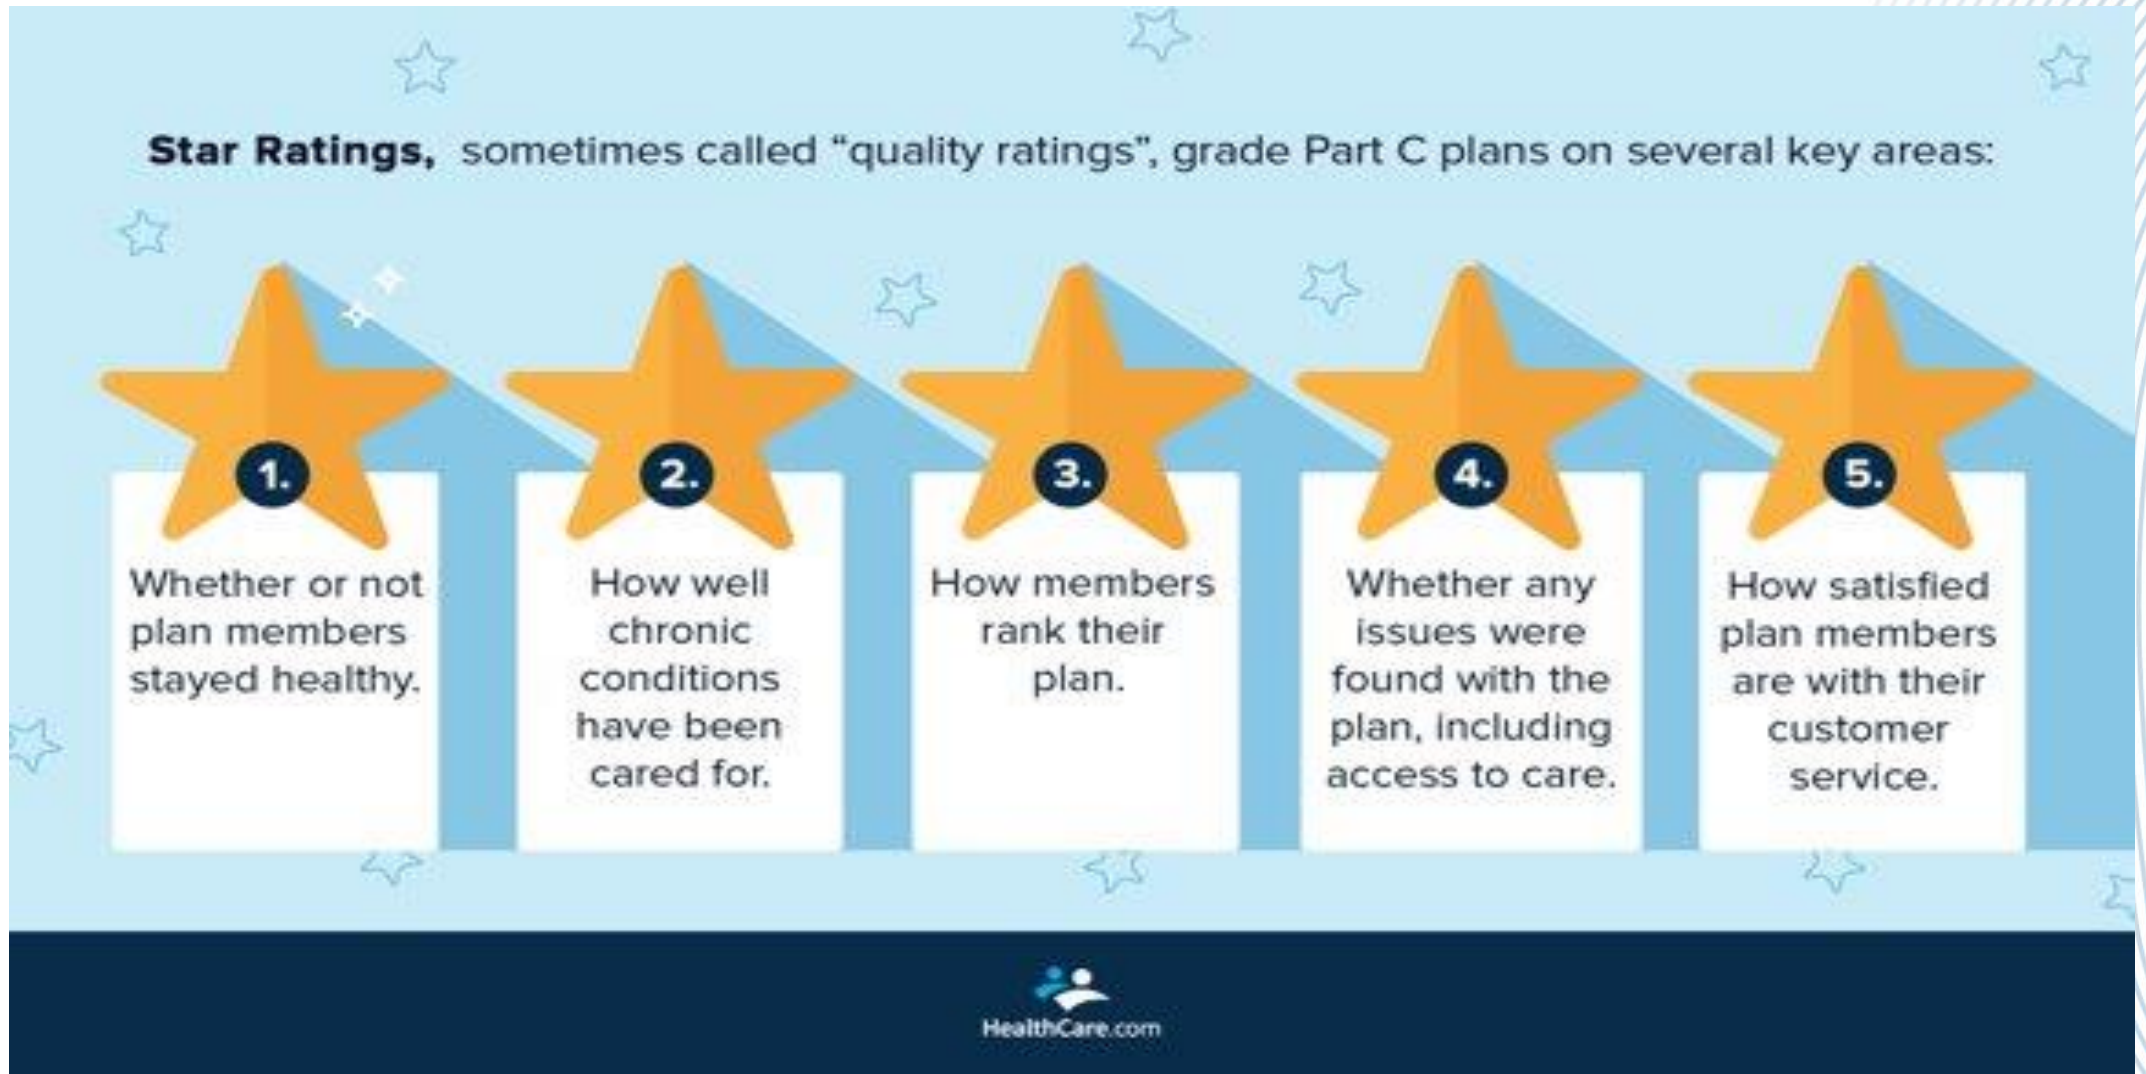 Star Ratings, sometimes called “quality ratings”, grade Part C plans on several key areas:
1.
Whether or not
plan members
stayed healthy.
2.
How well
chronic
conditions
have been
cared for.
3.
How members
rank their
plan.
4.
Whether any
issues were
found with the
plan, including
access to care.
5.
How satisfied
plan members
are with their
customer
service.
HealthCare.com